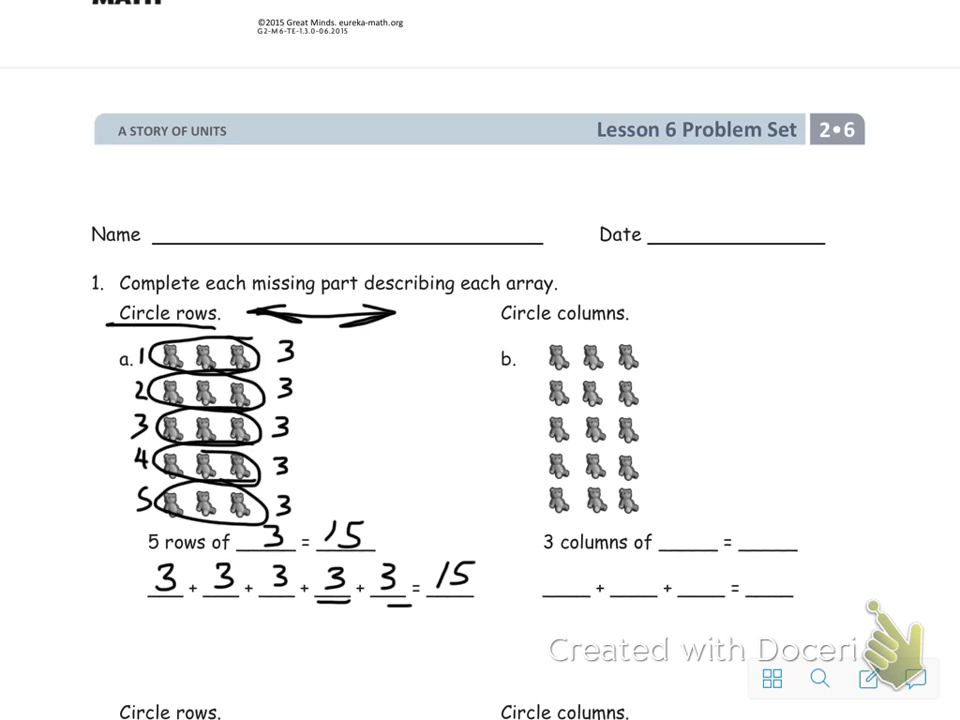 MATH
©2015 Great Minds. eureka-math.org
G2-M6-TE-1.3.0-06.2015
A STORY OF UNITS Lesson 6 Problem Set 2•6
Name Date
1. Complete each missing part describing each array.
Circle rows. Circle columns.
a. 1 3 b.
2 3
3 3
4 3
5 3
5 rows of 3 = 15 3 columns of ___ = ___
3 + 3 + 3 + 3 + 3 = 15 ___ + ___ + ___ = ___
Created with Doceri
Circle rows. Circle columns.